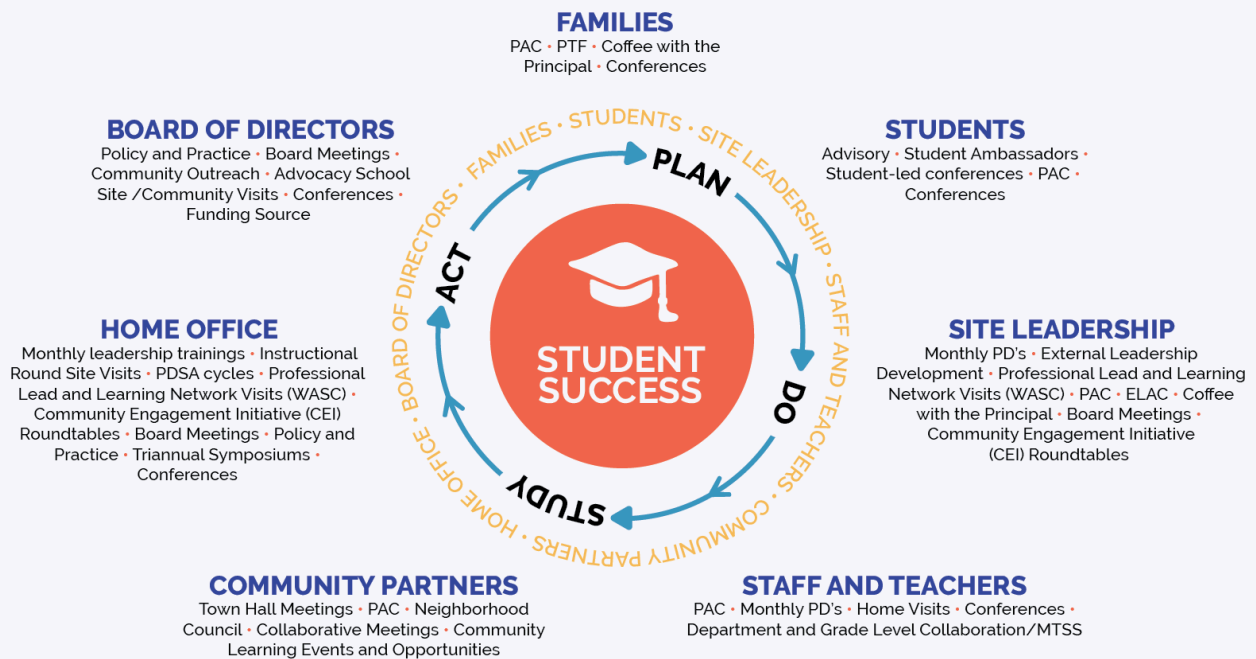 FAMILIES
PAC • PTF • Coffee with the
Principal • Conferences
BOARD OF DIRECTORS
Policy and Practice • Board Meetings •
Community Outreach • Advocacy School
Site /Community Visits • Conferences •
Funding Source
STUDENTS
Advisory • Student Ambassadors •
Student-led conferences • PAC •
Conferences
HOME OFFICE
Monthly leadership trainings • Instructional
Round Site Visits • PDSA cycles • Professional
Lead and Learning Network Visits (WASC) •
Community Engagement Initiative (CEI)
Roundtables • Board Meetings • Policy and
Practice • Triannual Symposiums •
Conferences
FAMILIES • STUDENTS • SITE LEADERSHIP • STAFF AND TEACHERS • COMMUNITY PARTNERS • HOME OFFICE • BOARD OF DIRECTORS •
PLAN
DO
STUDY
ACT
STUDENT
SUCCESS
SITE LEADERSHIP
Monthly PD's • External Leadership
Development • Professional Lead and Learning
Network Visits (WASC) • PAC • ELAC • Coffee
with the Principal • Board Meetings •
Community Engagement Initiative
(CEI) Roundtables
COMMUNITY PARTNERS
Town Hall Meetings • PAC • Neighborhood
Council • Collaborative Meetings • Community
Learning Events and Opportunities
STAFF AND TEACHERS
PAC • Monthly PD's • Home Visits • Conferences •
Department and Grade Level Collaboration/MTSS